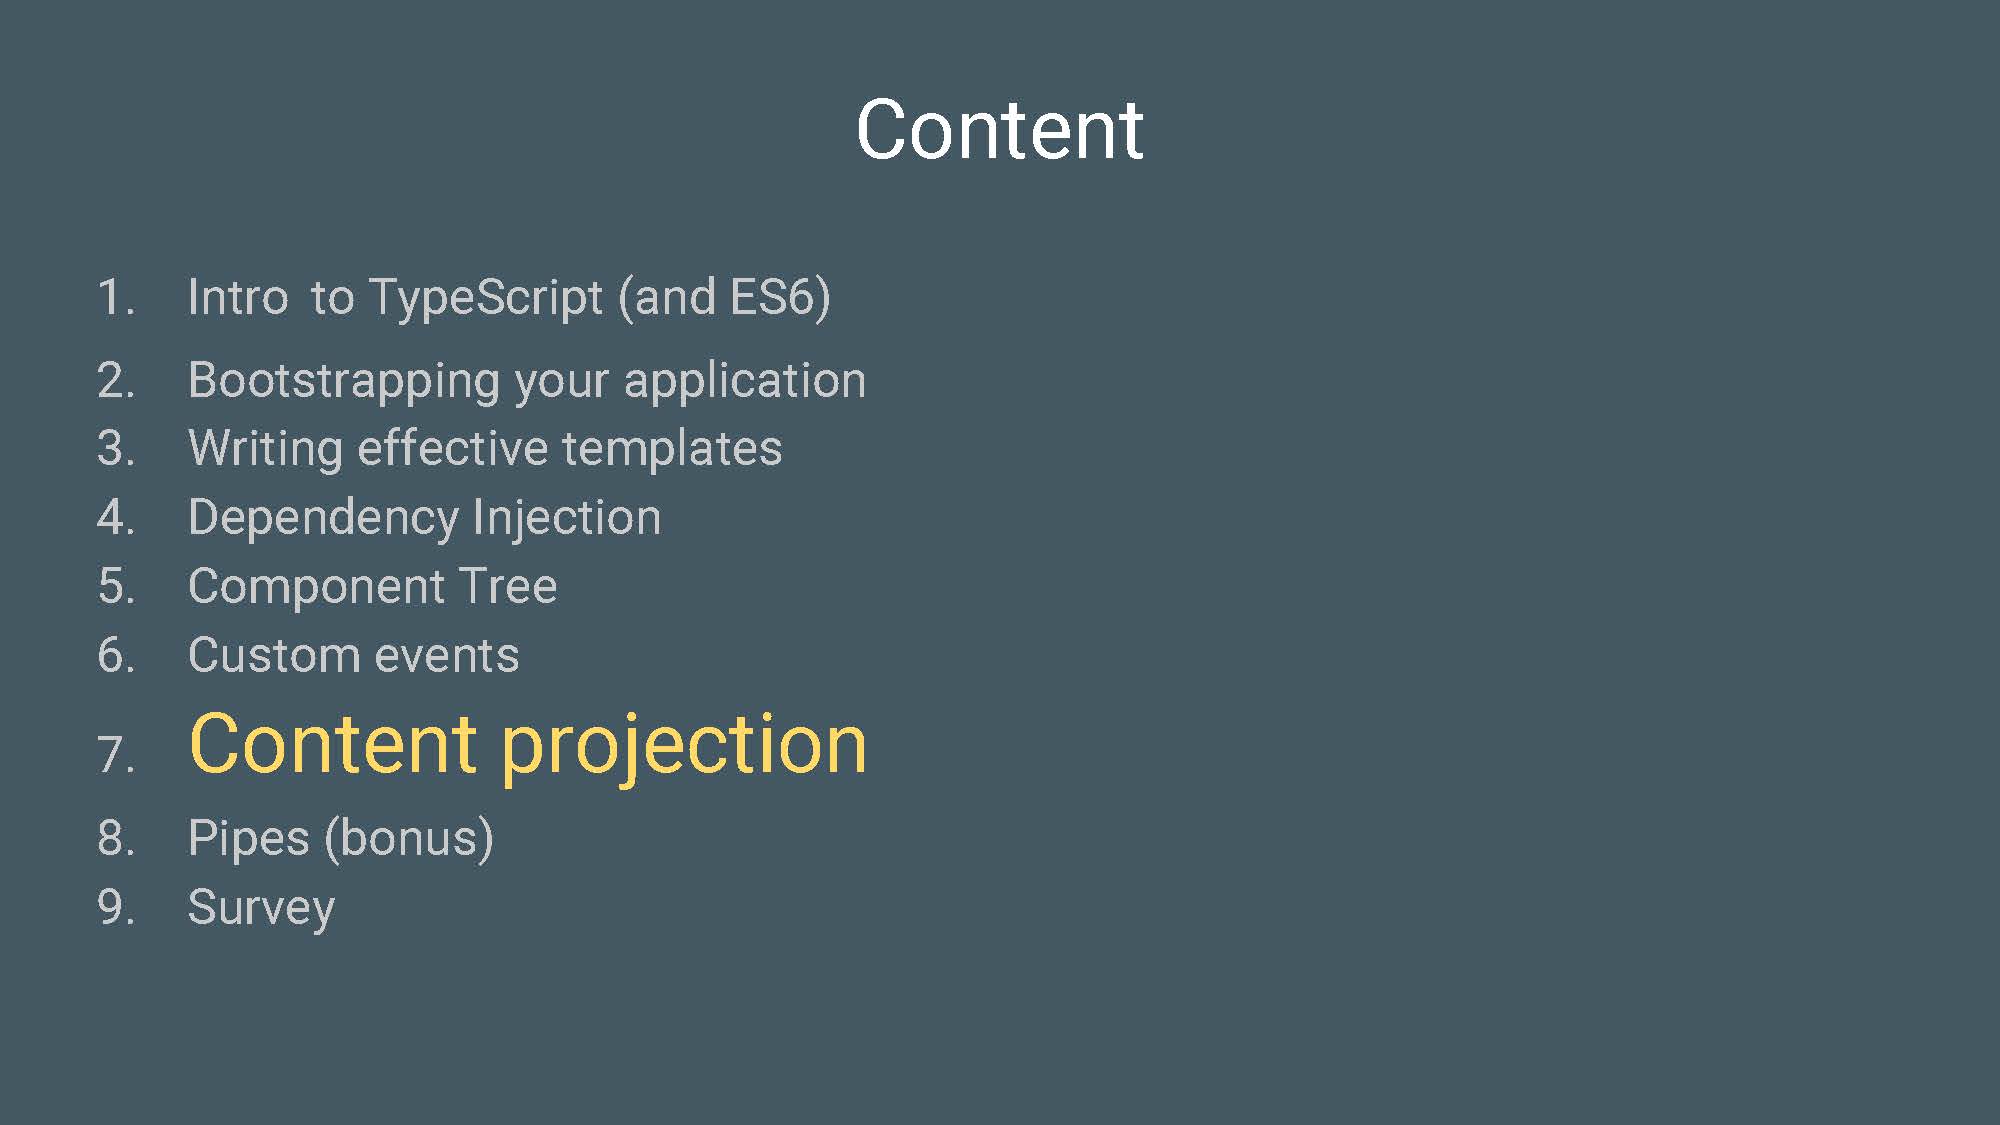 Content
1. Intro to TypeScript (and ES6)
2. Bootstrapping your application
3. Writing effective templates
4. Dependency Injection
5. Component Tree
6. Custom events
7. Content projection
8. Pipes (bonus)
9. Survey